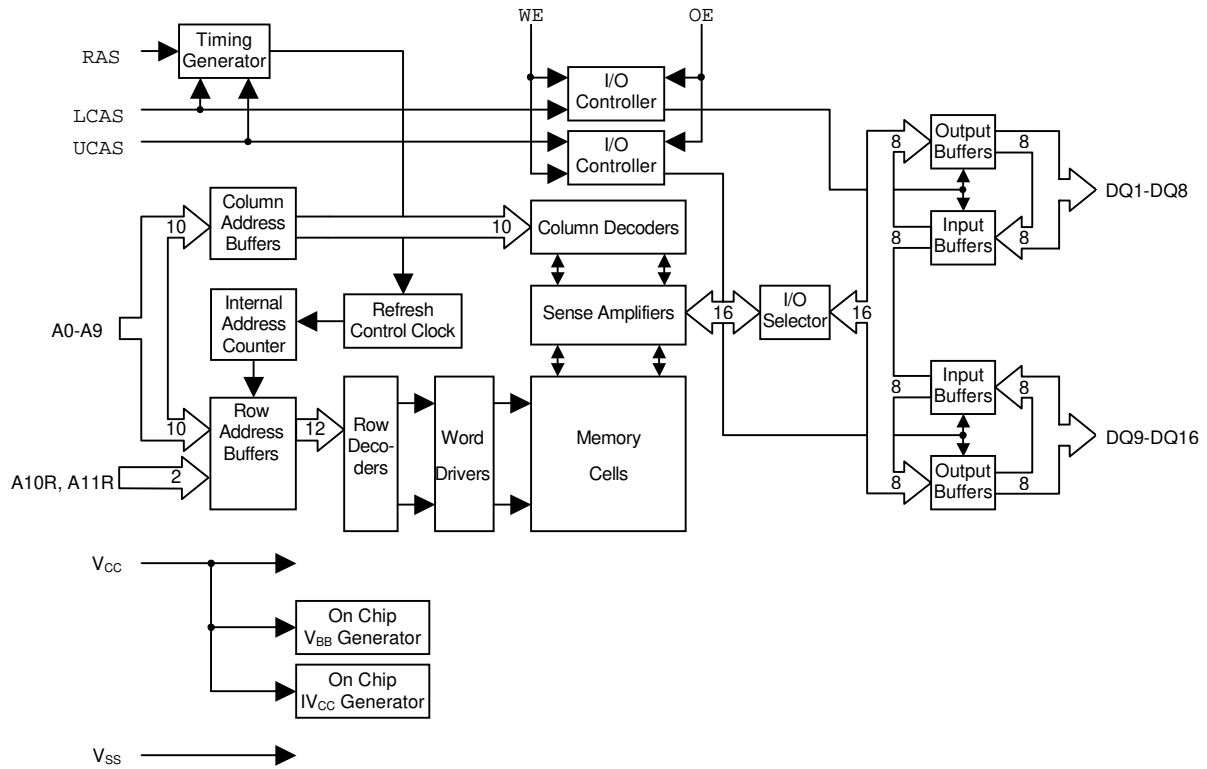 WE
OE
RAS
Timing
Generator
I/O
Controller
LCAS
UCAS
I/O
Controller
8
Output
Buffers
8
DQ1-DQ8
Column
Address
Buffers
10
10
Column Decoders
8
Input
Buffers
8
A0-A9
Internal
Address
Counter
Refresh
Control Clock
Sense Amplifiers
16
I/O
Selector
16
10
Row
Address
Buffers
12
Row
Deco-
ders
Word
Drivers
Memory
Cells
8
Input
Buffers
8
DQ9-DQ16
A10R, A11R
2
8
Output
Buffers
8
VCC
On Chip
VBB Generator
On Chip
IVCC Generator
VSS